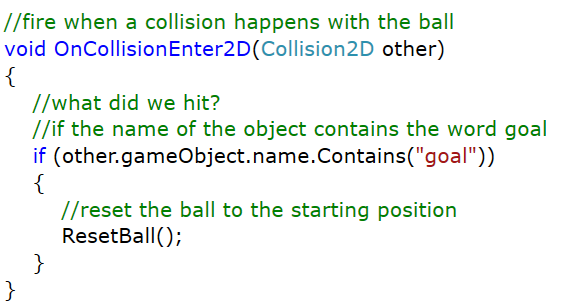 //fire when a collision happens with the ball
void OnCollisionEnter2D(Collision2D other)
{
    //what did we hit?
    //if the name of the object contains the word goal
    if (other.gameObject.name.Contains("goal"))
    {
        //reset the ball to the starting position
        ResetBall();
    }
}